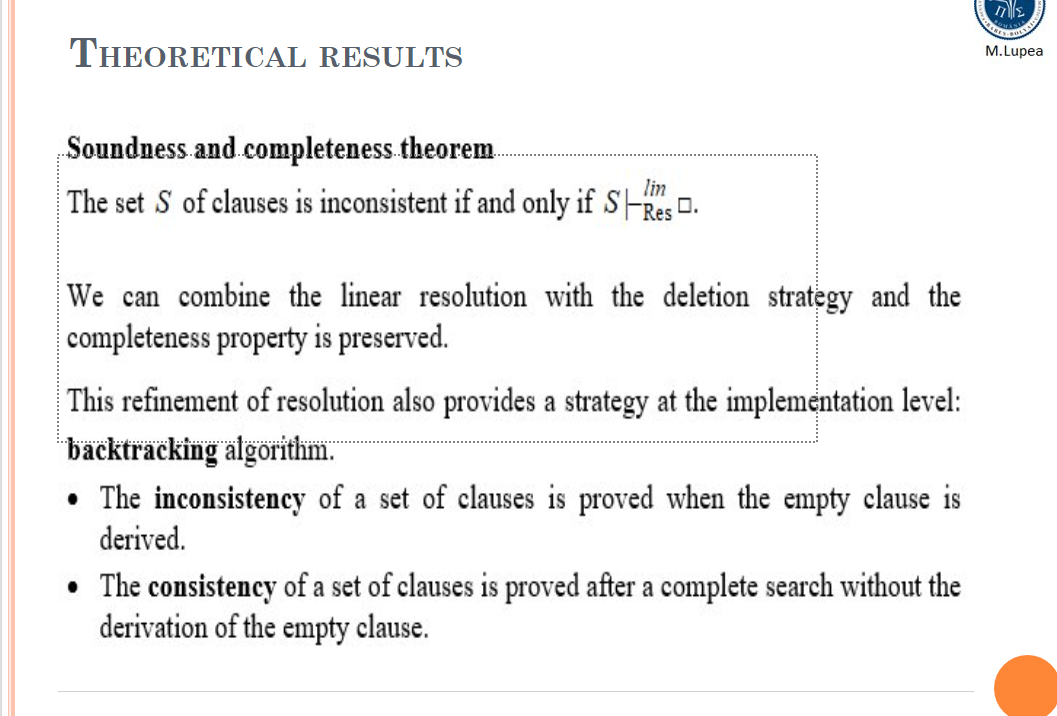 M.Lupea
THEORETICAL RESULTS
Soundness and completeness theorem
The set S of clauses is inconsistent if and only if S ⊢ lin Res □.
We can combine the linear resolution with the deletion strategy and the
completeness property is preserved.
This refinement of resolution also provides a strategy at the implementation level:
backtracking algorithm.
• The inconsistency of a set of clauses is proved when the empty clause is
derived.
• The consistency of a set of clauses is proved after a complete search without the
derivation of the empty clause.